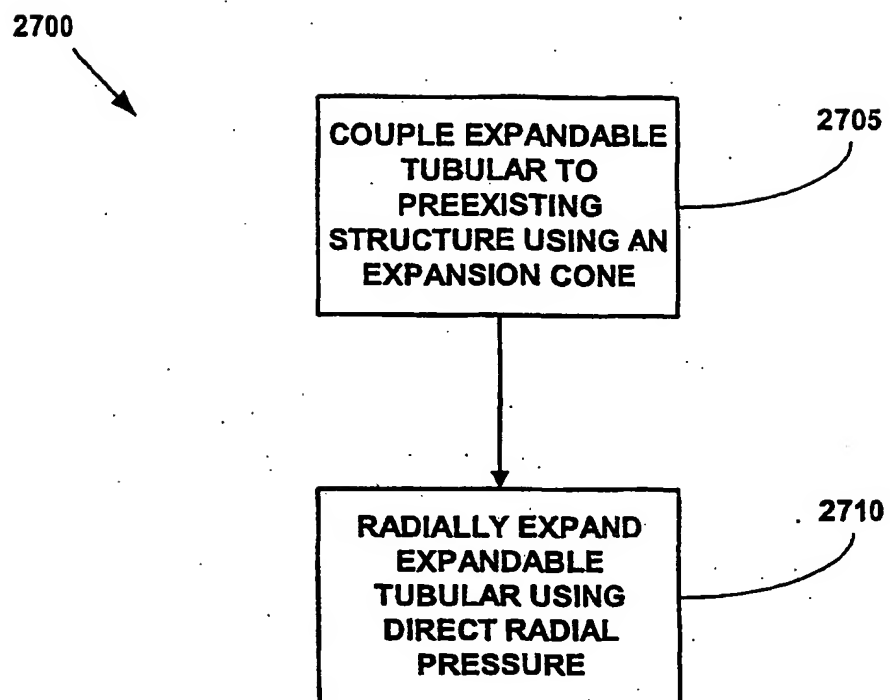 2700
COUPLE EXPANDABLE
TUBULAR TO
PREEXISTING
STRUCTURE USING AN
EXPANSION CONE
2705
RADIALLY EXPAND
EXPANDABLE
TUBULAR USING
DIRECT RADIAL
PRESSURE
2710